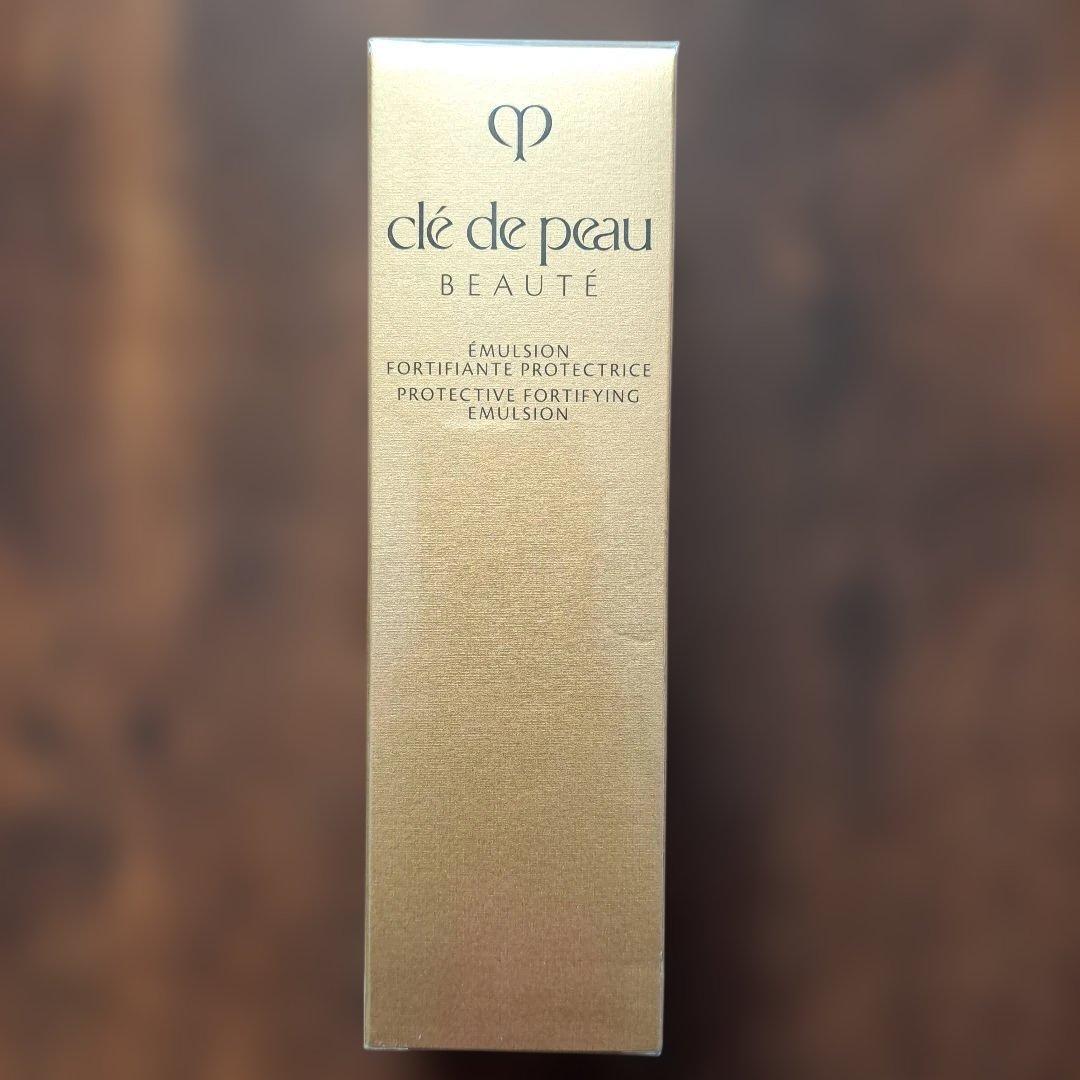 clé de peau
BEAUTÉ
ÉMULSION
FORTIFIANTE PROTECTRICE
PROTECTIVE FORTIFYING
EMULSION